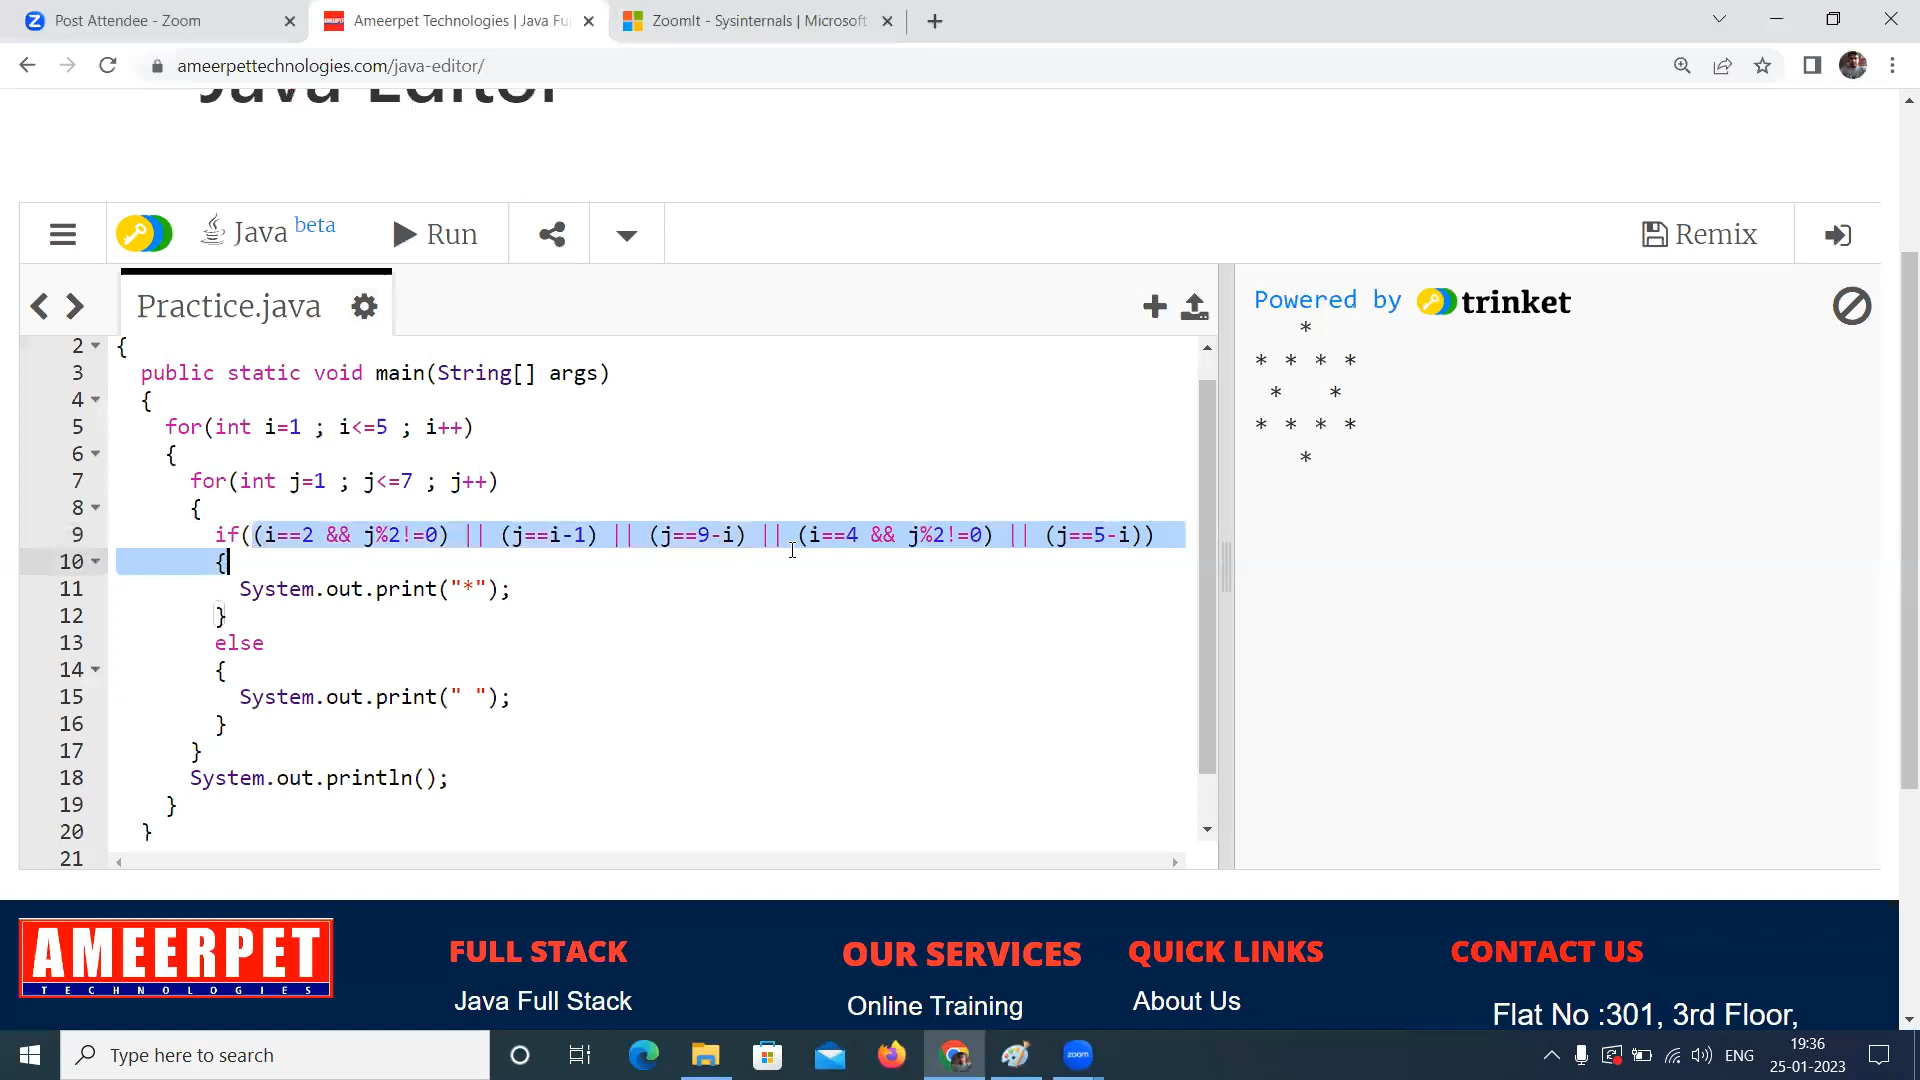 Post Attendee - Zoom
Ameerpet Technologies | Java Fu
ZoomIt - Sysinternals | Microsoft
ameerpettechnologies.com/java-editor/
Java Editor
Java beta
Run
Remix
Practice.java
Powered by trinket
2 {
3 public static void main(String[] args)
4 {
5 for(int i=1 ; i<=5 ; i++)
6 {
7 for(int j=1 ; j<=7 ; j++)
8 {
9 if((i==2 && j%2!=0) || (j==i-1) || (j==9-i) || (i==4 && j%2!=0) || (j==5-i))
10 {
11 System.out.print("*");
12 }
13 else
14 {
15 System.out.print(" ");
16 }
17 }
18 System.out.println();
19 }
20 }
21
*
* * * *
* *
* * * *
*
AMEERPET
TECHNOLOGIES
FULL STACK
Java Full Stack
OUR SERVICES
Online Training
QUICK LINKS
About Us
CONTACT US
Flat No :301, 3rd Floor,
Type here to search
zoom
ENG
19:36
25-01-2023